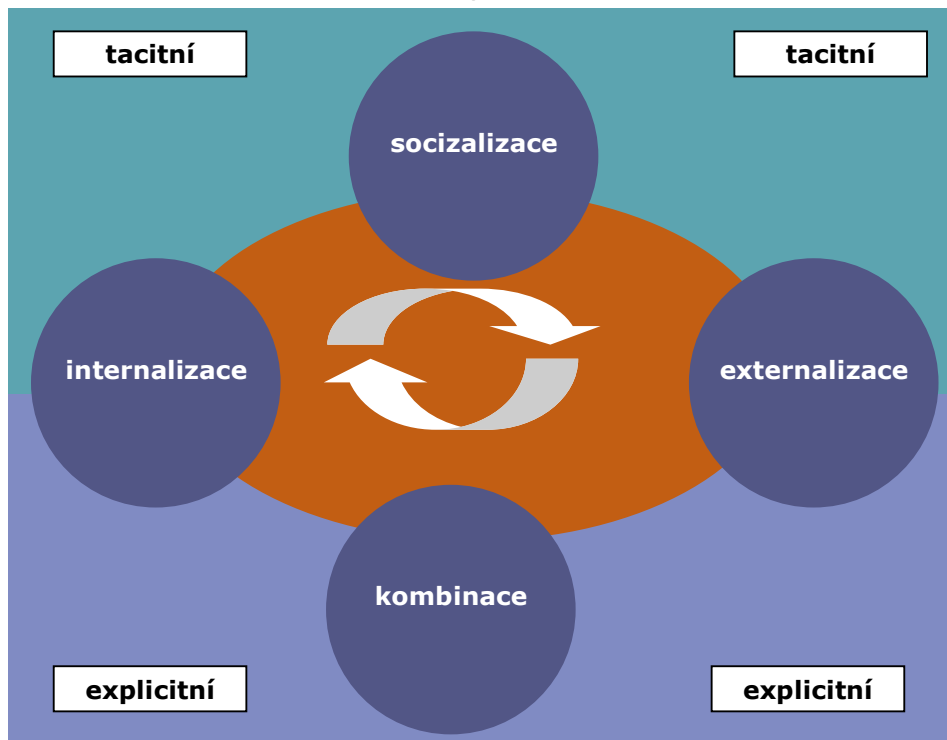 tacitní
tacitní
socizalizace
internalizace
externalizace
kombinace
explicitní
explicitní